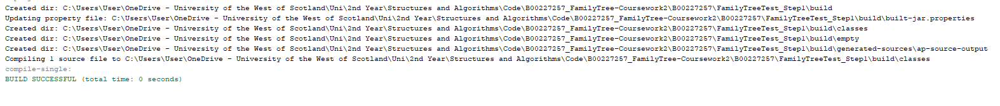 Created dir: C:\Users\User\OneDrive - University of the West of Scotland\Uni\2nd Year\Structures and Algorithms\Code\B00227257_FamilyTree-Coursework2\B00227257\FamilyTreeTest_Step1\build
Updating property file: C:\Users\User\OneDrive - University of the West of Scotland\Uni\2nd Year\Structures and Algorithms\Code\B00227257_FamilyTree-Coursework2\B00227257\FamilyTreeTest_Step1\build\built-jar.properties
Created dir: C:\Users\User\OneDrive - University of the West of Scotland\Uni\2nd Year\Structures and Algorithms\Code\B00227257_FamilyTree-Coursework2\B00227257\FamilyTreeTest_Step1\build\classes
Created dir: C:\Users\User\OneDrive - University of the West of Scotland\Uni\2nd Year\Structures and Algorithms\Code\B00227257_FamilyTree-Coursework2\B00227257\FamilyTreeTest_Step1\build\empty
Created dir: C:\Users\User\OneDrive - University of the West of Scotland\Uni\2nd Year\Structures and Algorithms\Code\B00227257_FamilyTree-Coursework2\B00227257\FamilyTreeTest_Step1\build\generated-sources\ap-source-output
Compiling 1 source file to C:\Users\User\OneDrive - University of the West of Scotland\Uni\2nd Year\Structures and Algorithms\Code\B00227257_FamilyTree-Coursework2\B00227257\FamilyTreeTest_Step1\build\classes
compile-single:
BUILD SUCCESSFUL (total time: 0 seconds)